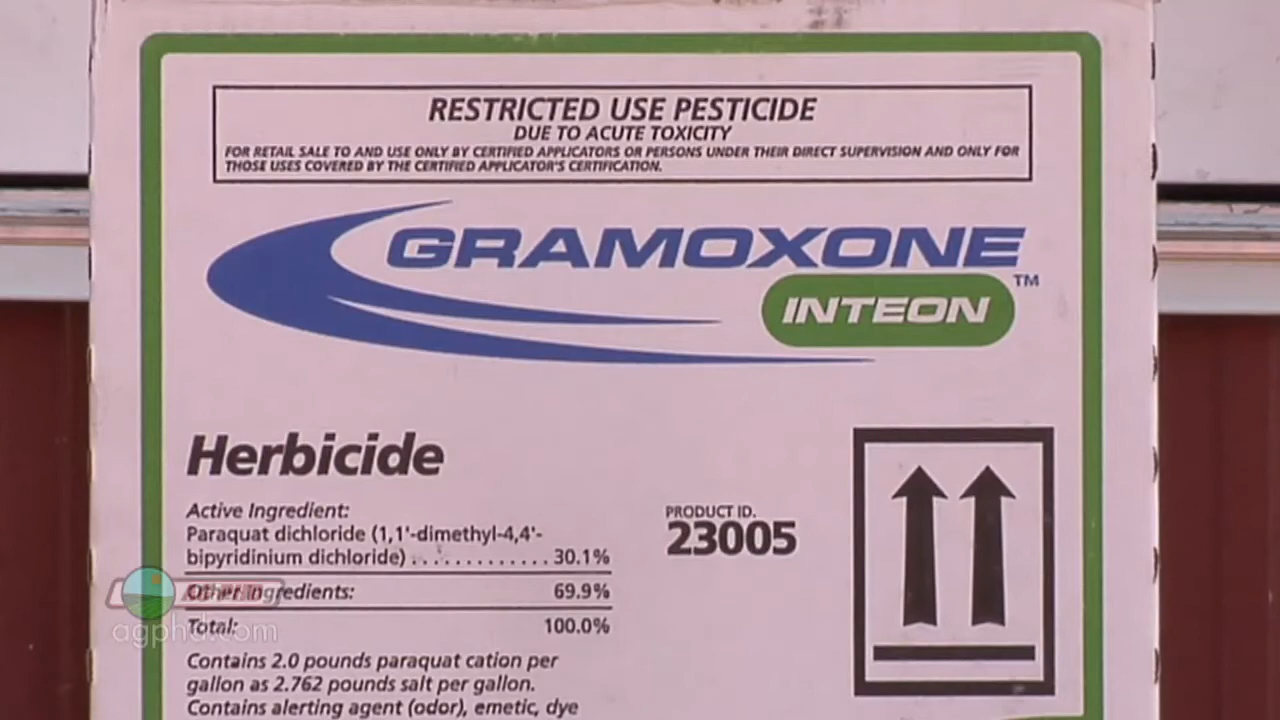 RESTRICTED USE PESTICIDE
DUE TO ACUTE TOXICITY
FOR RETAIL SALE TO AND USE ONLY BY CERTIFIED APPLICATORS OR PERSONS UNDER THEIR DIRECT SUPERVISION AND ONLY FOR
THOSE USES COVERED BY THE CERTIFIED APPLICATOR'S CERTIFICATION.
GRAMOXONE
INTEON
TM
Herbicide
Active Ingredient:
Paraquat dichloride (1,1'-dimethyl-4,4'-
bipyridinium dichloride) . . . . . . . . . . . . . 30.1%
Other Ingredients: 69.9%
Total: 100.0%
Contains 2.0 pounds paraquat cation per
gallon as 2.762 pounds salt per gallon.
Contains alerting agent (odor), emetic, dye
PRODUCT ID.
23005
AG PhD
agphd.com